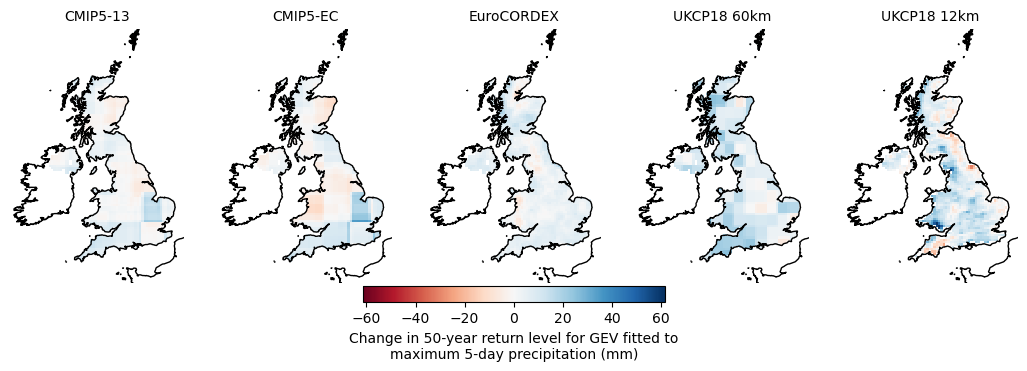 CMIP5-13
CMIP5-EC
EuroCORDEX
UKCP18 60km
UKCP18 12km
−60 −40 −20 0 20 40 60
Change in 50-year return level for GEV fitted to
maximum 5-day precipitation (mm)